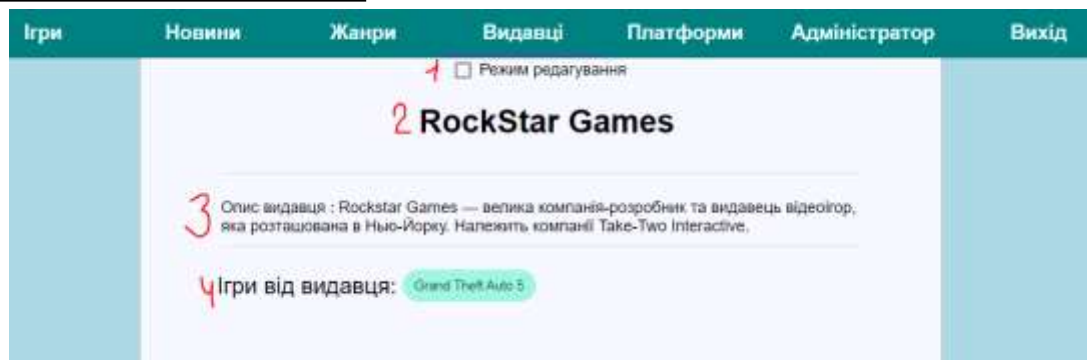 Ігри Новини Жанри Видавці Платформи Адміністратор Вихід
1 Режим редагування
2 RockStar Games
3 Опис видавця : Rockstar Games — велика компанія-розробник та видавець відеоігор,
яка розташована в Нью-Йорку. Належить компанії Take-Two Interactive.
4 Ігри від видавця: Grand Theft Auto 5